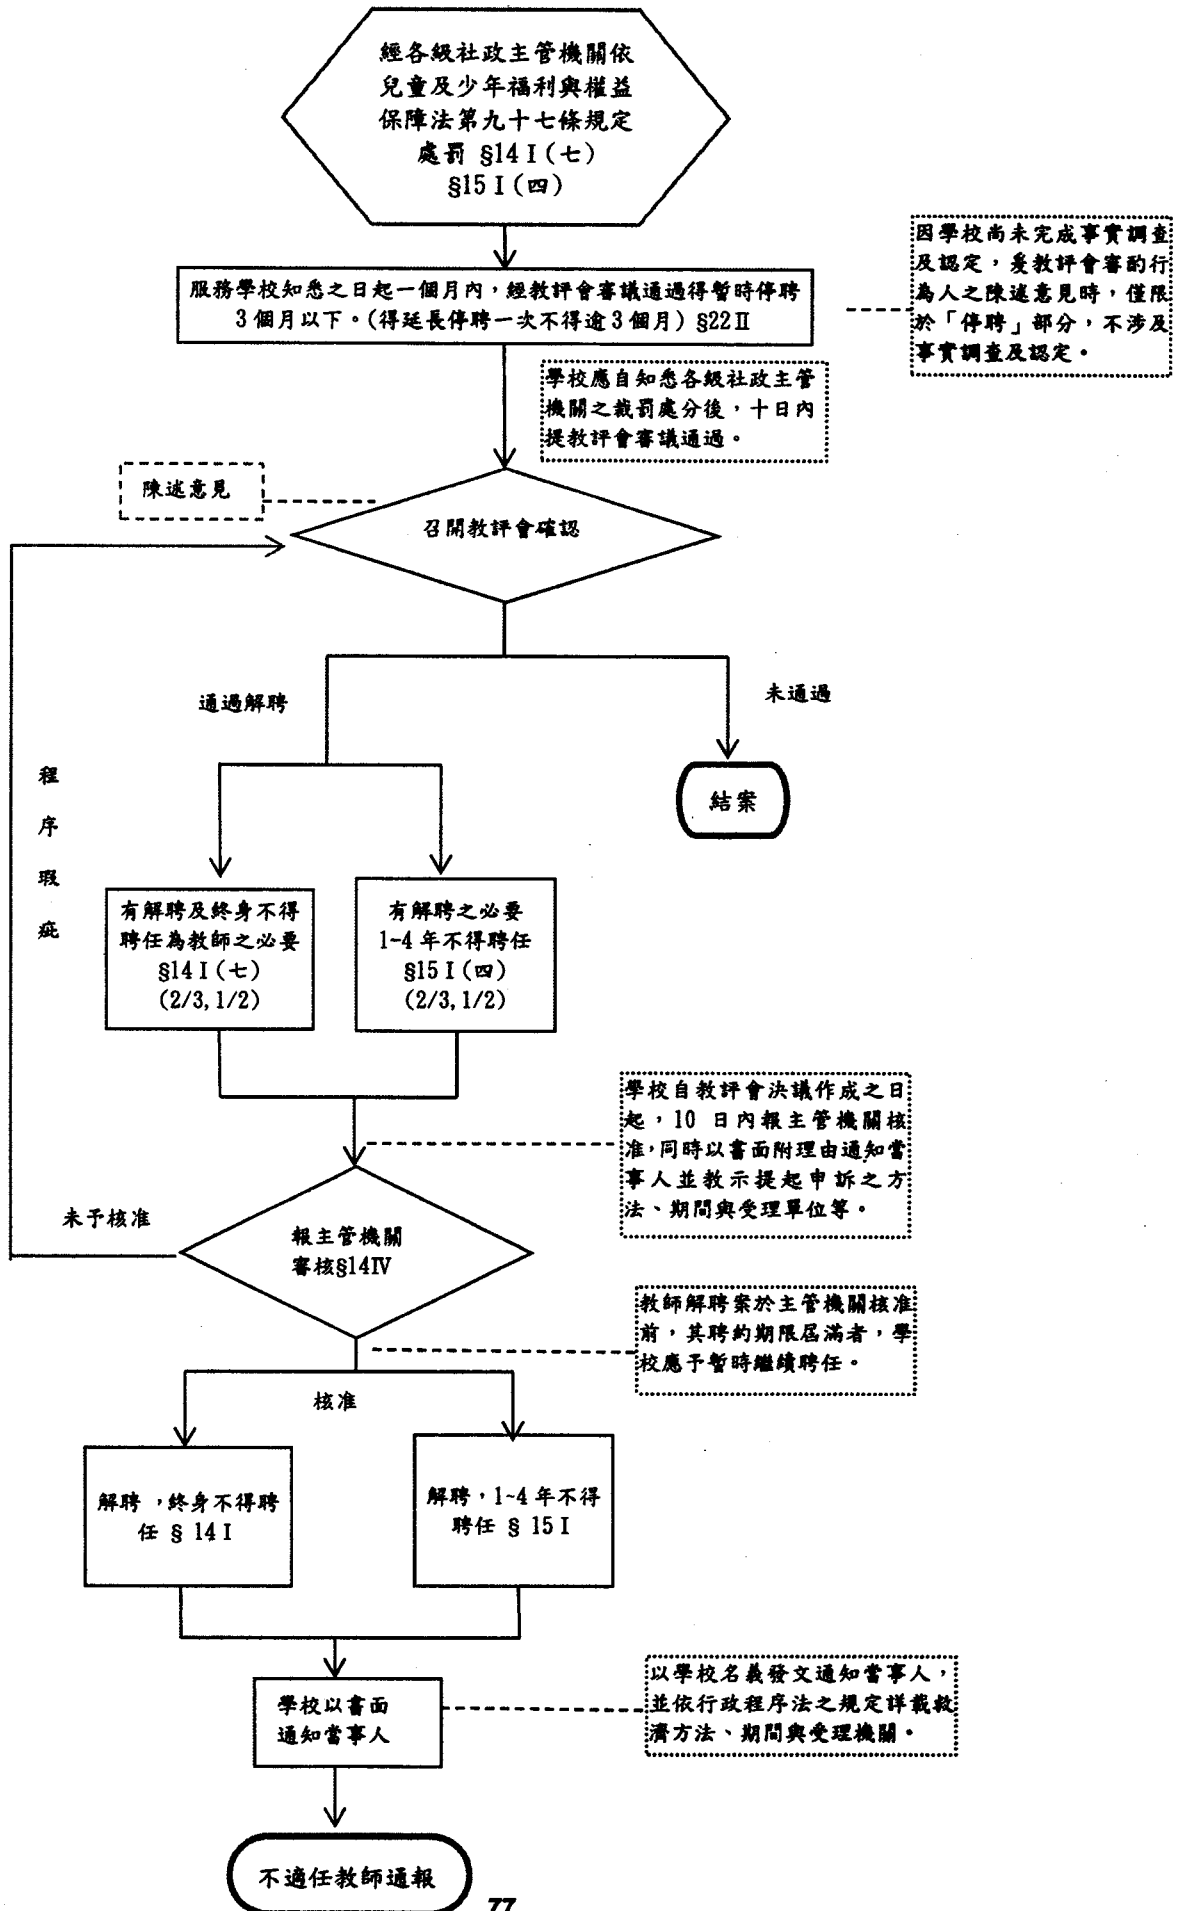 經各級社政主管機關依
兒童及少年福利與權益
保障法第九十七條規定
處罰 §14 I(七)
§15 I(四)
服務學校知悉之日起一個月內，經教評會審議通過得暫時停聘
3 個月以下。(得延長停聘一次不得逾 3 個月) §22 II
因學校尚未完成事實調查
及認定，爰教評會審酌行
為人之陳述意見時，僅限
於「停聘」部分，不涉及
事實調查及認定。
學校應自知悉各級社政主管
機關之裁罰處分後，十日內
提教評會審議通過。
陳述意見
召開教評會確認
通過解聘
未通過
結案
程
序
瑕
疵
有解聘及終身不得
聘任為教師之必要
§14 I(七)
(2/3, 1/2)
有解聘之必要
1~4 年不得聘任
§15 I(四)
(2/3, 1/2)
學校自教評會決議作成之日
起，10 日內報主管機關核
准，同時以書面附理由通知當
事人並教示提起申訴之方
法、期間與受理單位等。
未予核准
報主管機關
審核§14IV
教師解聘案於主管機關核准
前，其聘約期限屆滿者，學
校應予暫時繼續聘任。
核准
解聘，終身不得聘
任 § 14 I
解聘，1~4 年不得
聘任 § 15 I
學校以書面
通知當事人
以學校名義發文通知當事人，
並依行政程序法之規定詳載救
濟方法、期間與受理機關。
不適任教師通報
77